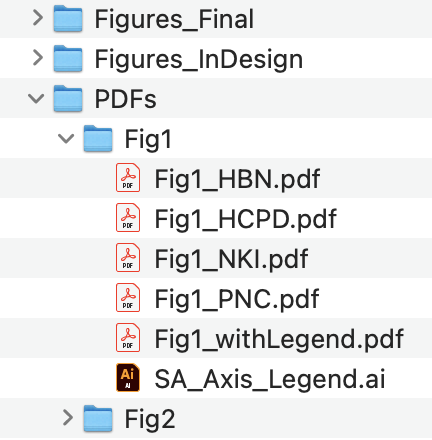 Figures_Final
Figures_InDesign
PDFs
Fig1
PDF Fig1_HBN.pdf
PDF Fig1_HCPD.pdf
PDF Fig1_NKI.pdf
PDF Fig1_PNC.pdf
PDF Fig1_withLegend.pdf
Ai AI SA_Axis_Legend.ai
Fig2